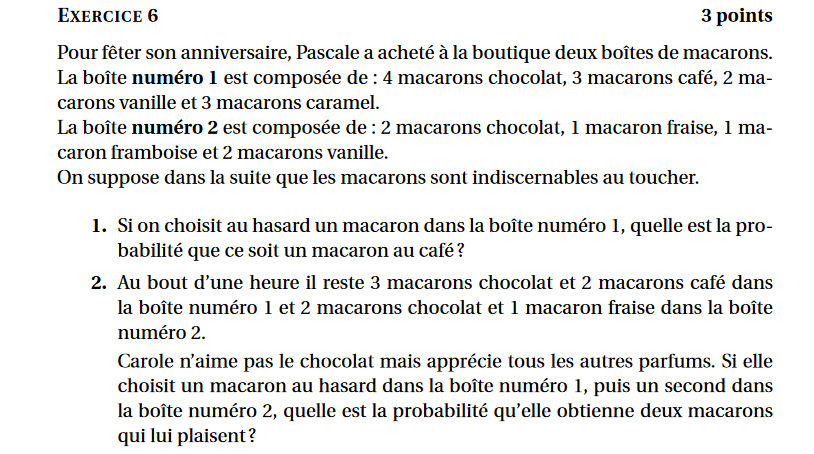 EXERCICE 6 3 points
Pour fêter son anniversaire, Pascale a acheté à la boutique deux boîtes de macarons.
La boîte numéro 1 est composée de : 4 macarons chocolat, 3 macarons café, 2 ma-
carons vanille et 3 macarons caramel.
La boîte numéro 2 est composée de : 2 macarons chocolat, 1 macaron fraise, 1 ma-
caron framboise et 2 macarons vanille.
On suppose dans la suite que les macarons sont indiscernables au toucher.
1. Si on choisit au hasard un macaron dans la boîte numéro 1, quelle est la pro-
babilité que ce soit un macaron au café ?
2. Au bout d'une heure il reste 3 macarons chocolat et 2 macarons café dans
la boîte numéro 1 et 2 macarons chocolat et 1 macaron fraise dans la boîte
numéro 2.
Carole n'aime pas le chocolat mais apprécie tous les autres parfums. Si elle
choisit un macaron au hasard dans la boîte numéro 1, puis un second dans
la boîte numéro 2, quelle est la probabilité qu'elle obtienne deux macarons
qui lui plaisent ?